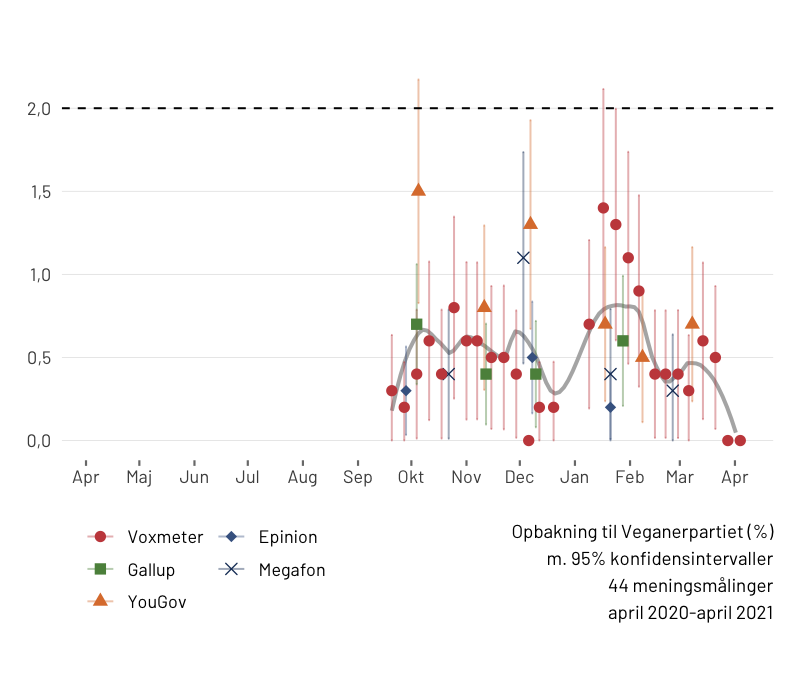 2,0
1,5
1,0
0,5
0,0
Apr Maj Jun Jul Aug Sep Okt Nov Dec Jan Feb Mar Apr
Voxmeter Epinion
Gallup Megafon
YouGov
Opbakning til Veganerpartiet (%)
m. 95% konfidensintervaller
44 meningsmålinger
april 2020-april 2021